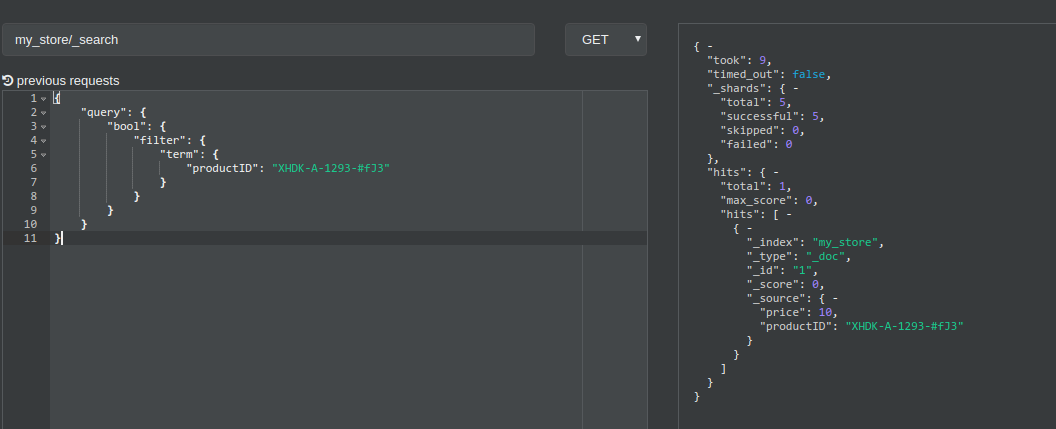 my_store/_search
GET
previous requests
1 {
2 "query": {
3 "bool": {
4 "filter": {
5 "term": {
6 "productID": "XHDK-A-1293-#fJ3"
7 }
8 }
9 }
10 }
11 }
{ -
"took": 9,
"timed_out": false,
"_shards": { -
"total": 5,
"successful": 5,
"skipped": 0,
"failed": 0
},
"hits": { -
"total": 1,
"max_score": 0,
"hits": [ -
{ -
"_index": "my_store",
"_type": "_doc",
"_id": "1",
"_score": 0,
"_source": { -
"price": 10,
"productID": "XHDK-A-1293-#fJ3"
}
}
]
}
}